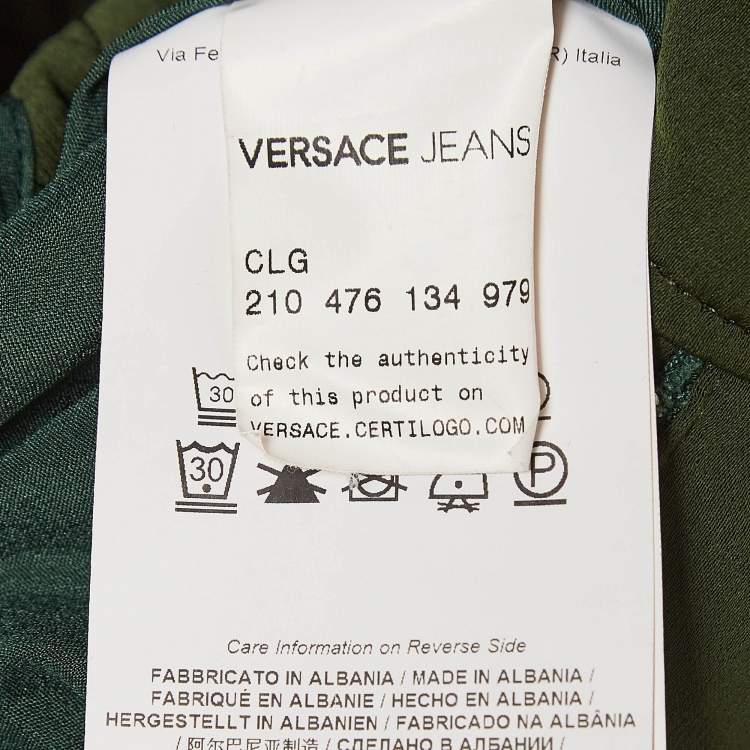 Via
R) Italia
VERSACE JEANS
CLG
210 476 134 979
Check the authenticity
of this product on
VERSACE.CERTILOGO.COM
30
30
P
Care Information on Reverse Side
FABBRICATO IN ALBANIA / MADE IN ALBANIA /
FABRIQUÉ EN ALBANIE / HECHO EN ALBANIA /
HERGESTELLT IN ALBANIEN / FABRICADO NA ALBÂNIA
/ 阿尔巴尼亚制造 / СДЕЛАНО В АЛБАНИИ /